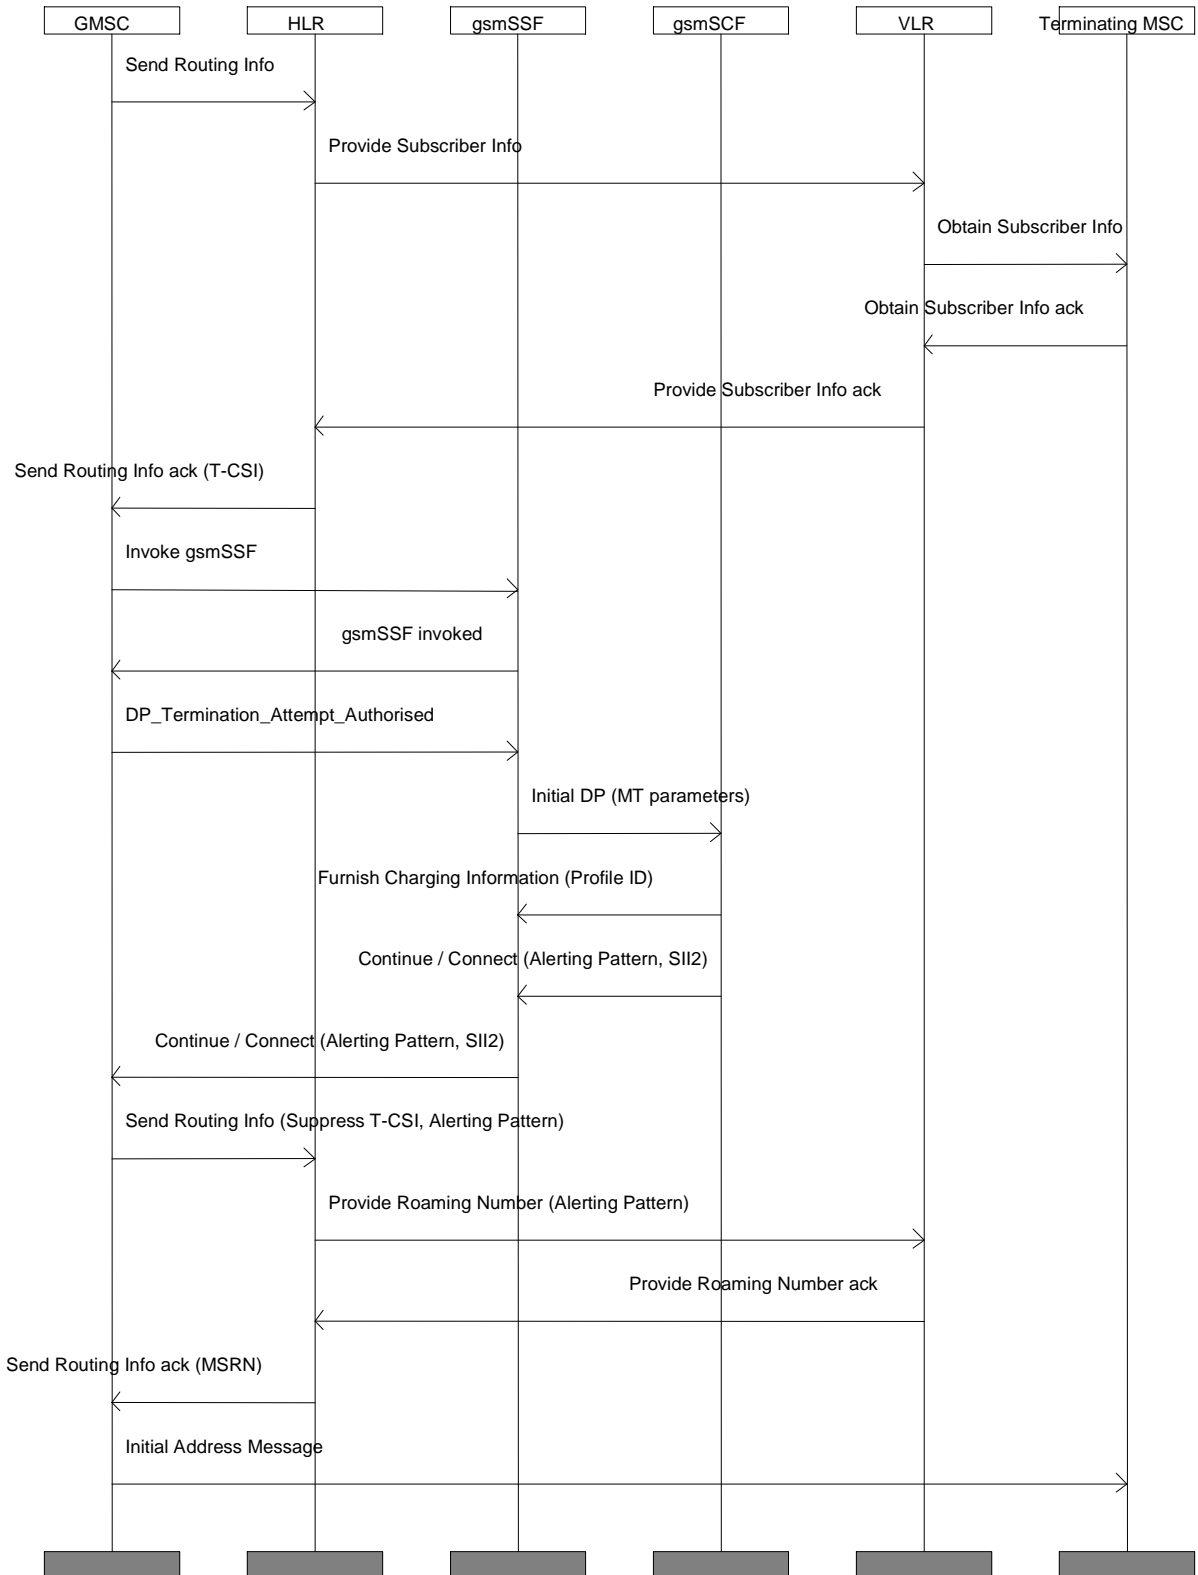 GMSC
HLR
gsmSSF
gsmSCF
VLR
Terminating MSC
Send Routing Info
Provide Subscriber Info
Obtain Subscriber Info
Obtain Subscriber Info ack
Provide Subscriber Info ack
Send Routing Info ack (T-CSI)
Invoke gsmSSF
gsmSSF invoked
DP_Termination_Attempt_Authorised
Initial DP (MT parameters)
Furnish Charging Information (Profile ID)
Continue / Connect (Alerting Pattern, SII2)
Continue / Connect (Alerting Pattern, SII2)
Send Routing Info (Suppress T-CSI, Alerting Pattern)
Provide Roaming Number (Alerting Pattern)
Provide Roaming Number ack
Send Routing Info ack (MSRN)
Initial Address Message